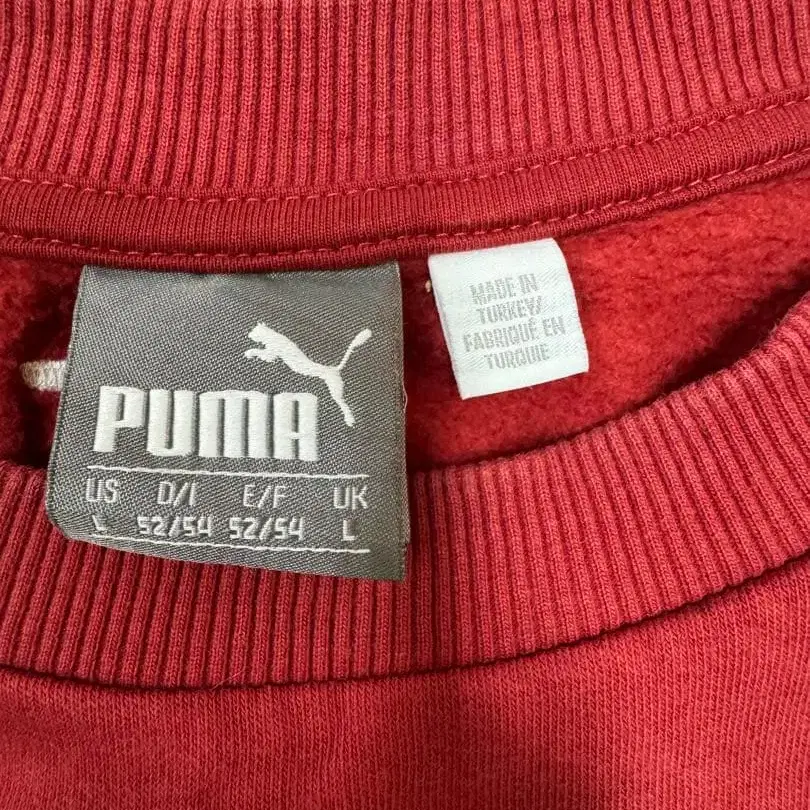 PUMA
US D/I E/F UK
L 52/54 52/54 L
MADE IN
TURKEY/
FABRIQUÉ EN
TURQUIE